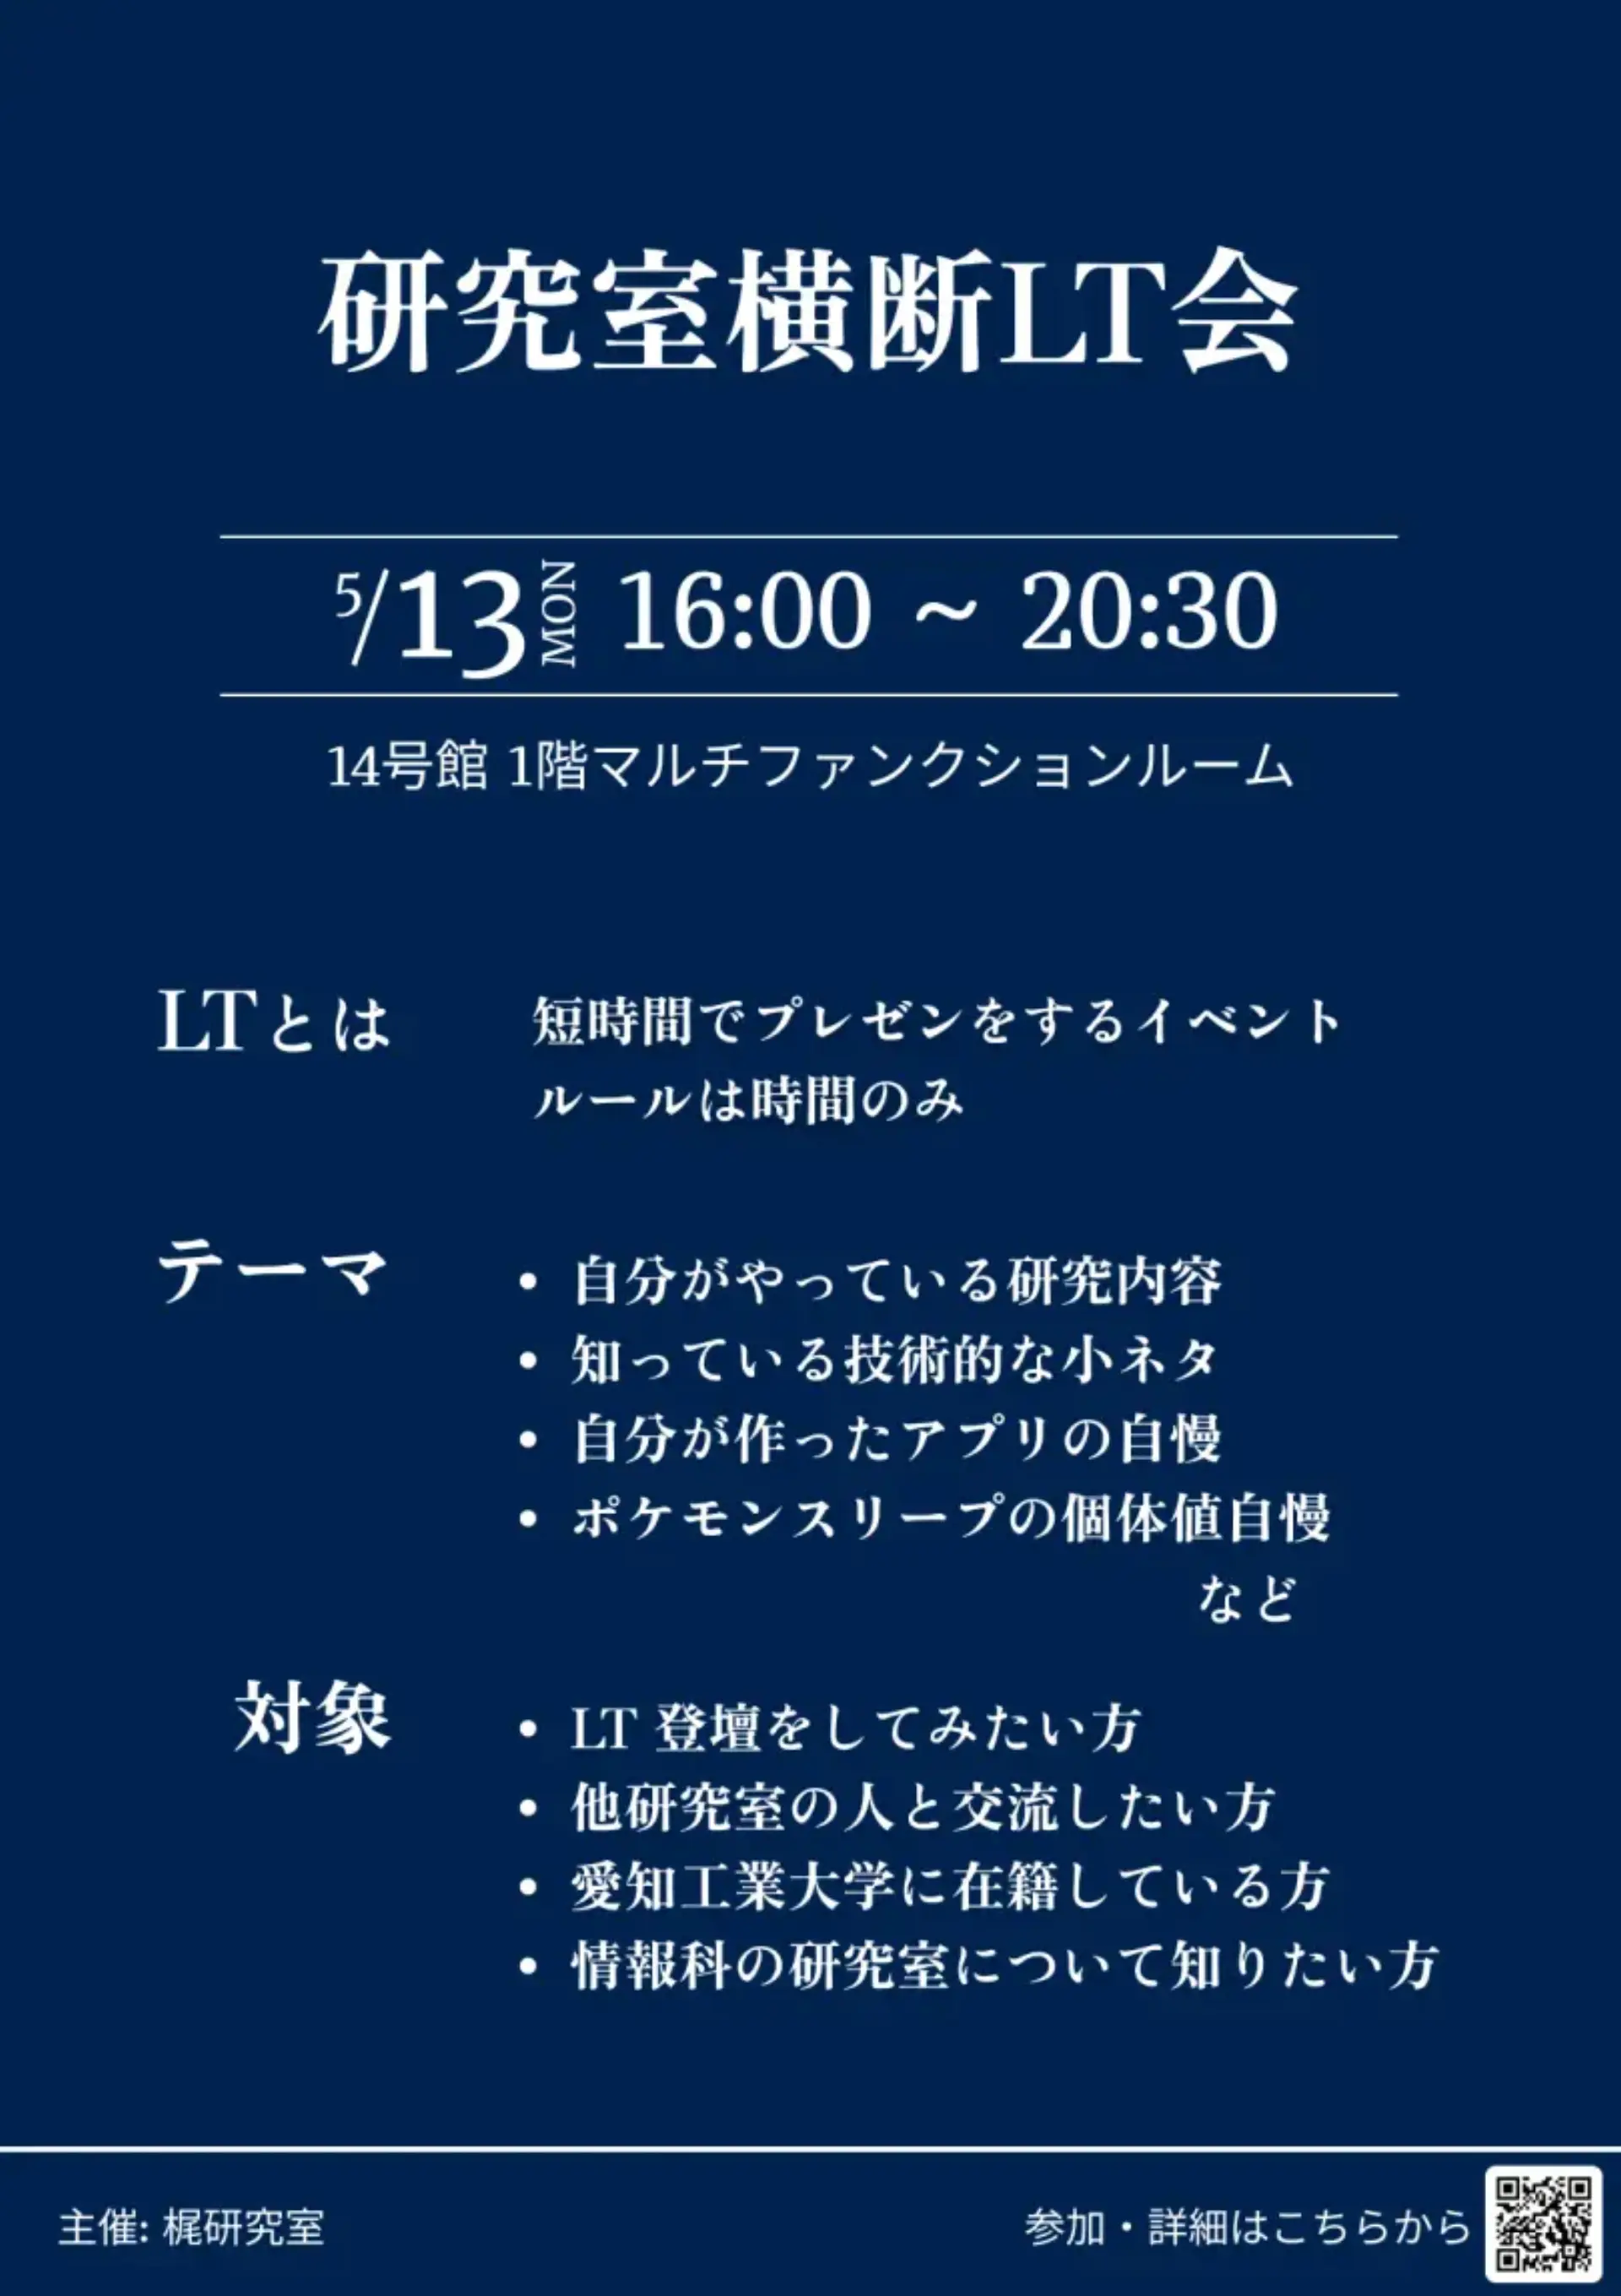 研究室横断LT会
5/13 MON 16:00 ~ 20:30
14号館 1階マルチファンクションルーム
LTとは
短時間でプレゼンをするイベント
ルールは時間のみ
テーマ
• 自分がやっている研究内容
• 知っている技術的な小ネタ
• 自分が作ったアプリの自慢
• ポケモンスリープの個体値自慢
など
対象
• LT 登壇をしてみたい方
• 他研究室の人と交流したい方
• 愛知工業大学に在籍している方
• 情報科の研究室について知りたい方
主催: 梶研究室
参加・詳細はこちらから